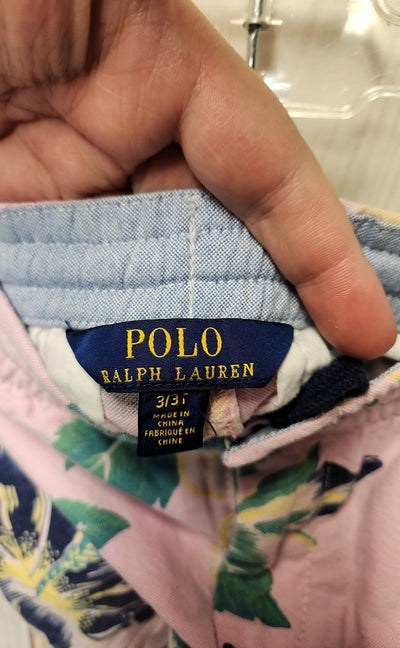 POLO
RALPH LAUREN
3/3T
MADE IN
CHINA
FABRIQUÉ EN
CHINE